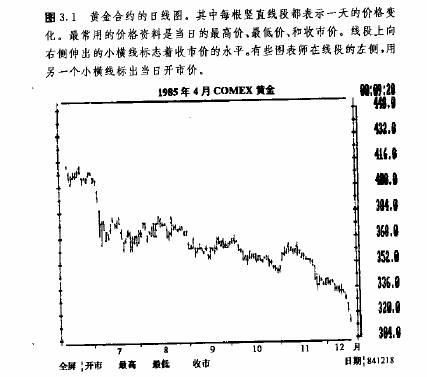 图 3.1 黄金合约的日线图。其中每根竖直线段都表示一天的价格变
化。最常用的价格资料是当日的最高价、最低价、和收市价。线段上向
右侧伸出的小横线标志着收市价的水平。有些图表师在线段的左侧,用
另一个小横线标出当日开市价。
1985 年 4 月 COMEX 黄金
00:09:20
448.0
432.0
416.0
400.0
384.0
368.0
352.0
336.0
320.0
304.0
7 8 9 10 11 12 月
全屏 开市 最高 最低 收市 日期 841218